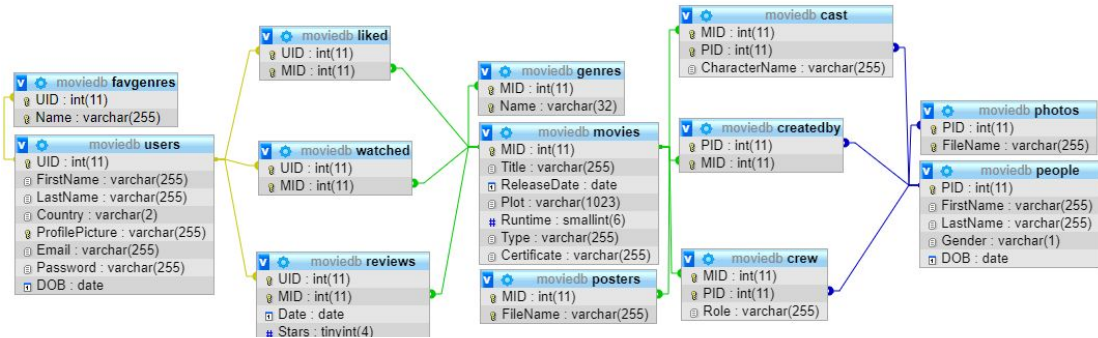 moviedb favgenres
UID : int(11)
Name : varchar(255)
moviedb users
UID : int(11)
FirstName : varchar(255)
LastName : varchar(255)
Country : varchar(2)
ProfilePicture : varchar(255)
Email : varchar(255)
Password : varchar(255)
DOB : date
moviedb liked
UID : int(11)
MID : int(11)
moviedb watched
UID : int(11)
MID : int(11)
moviedb reviews
UID : int(11)
MID : int(11)
Date : date
# Stars : tinyint(4)
moviedb genres
MID : int(11)
Name : varchar(32)
moviedb movies
MID : int(11)
Title : varchar(255)
ReleaseDate : date
Plot : varchar(1023)
# Runtime : smallint(6)
Type : varchar(255)
Certificate : varchar(255)
moviedb posters
MID : int(11)
FileName : varchar(255)
moviedb cast
MID : int(11)
PID : int(11)
CharacterName : varchar(255)
moviedb createdby
PID : int(11)
MID : int(11)
moviedb crew
MID : int(11)
PID : int(11)
Role : varchar(255)
moviedb photos
PID : int(11)
FileName : varchar(255)
moviedb people
PID : int(11)
FirstName : varchar(255)
LastName : varchar(255)
Gender : varchar(1)
DOB : date